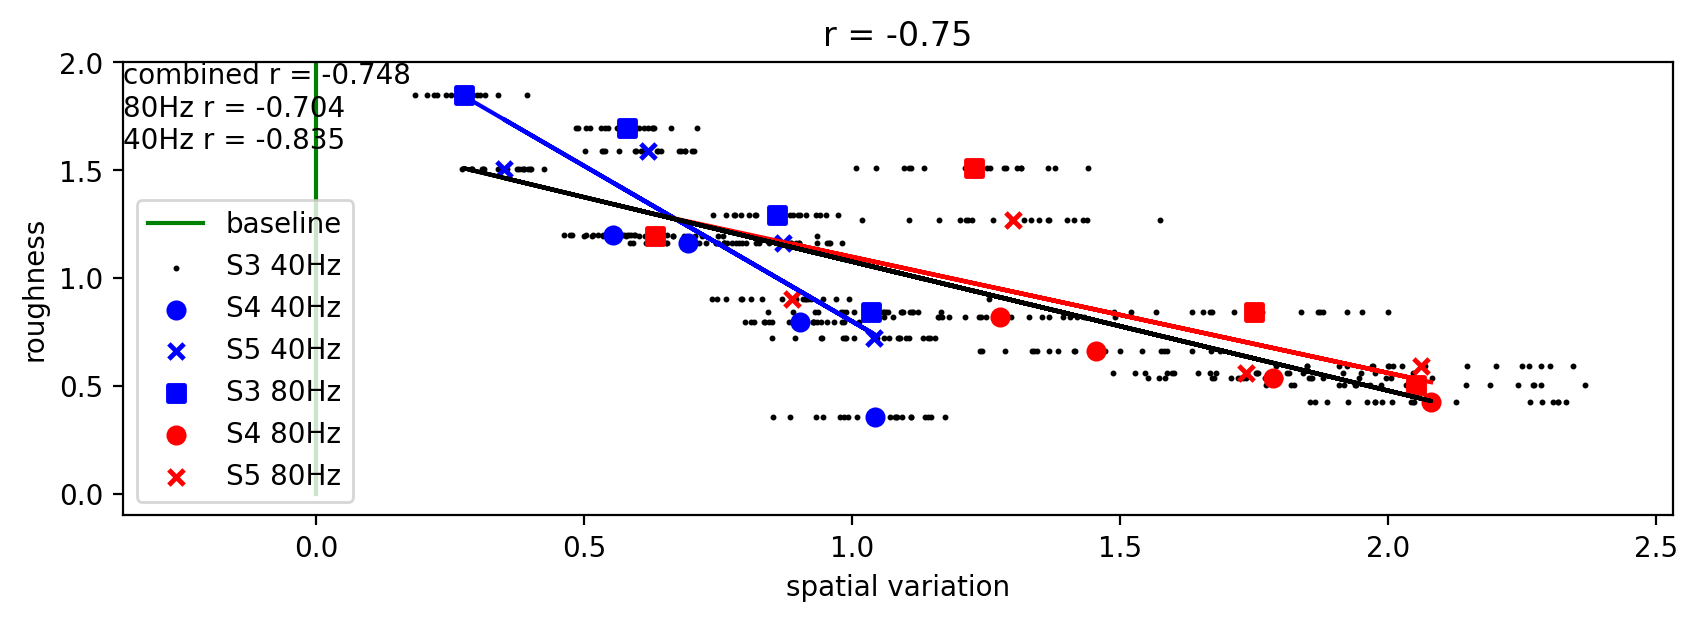 r = -0.75
combined r = -0.748
80Hz r = -0.704
40Hz r = -0.835
baseline
S3 40Hz
S4 40Hz
S5 40Hz
S3 80Hz
S4 80Hz
S5 80Hz
roughness
2.0
1.5
1.0
0.5
0.0
0.0 0.5 1.0 1.5 2.0 2.5
spatial variation